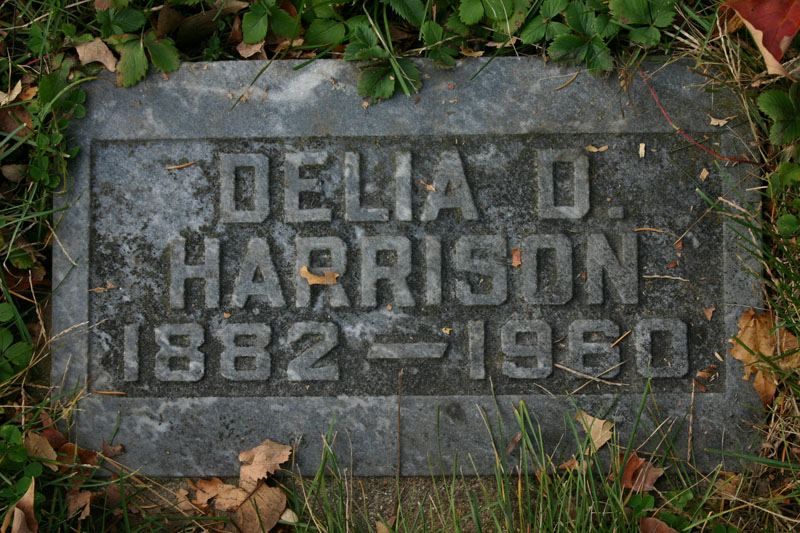 DELIA D.
HARRISON
1882 — 1960